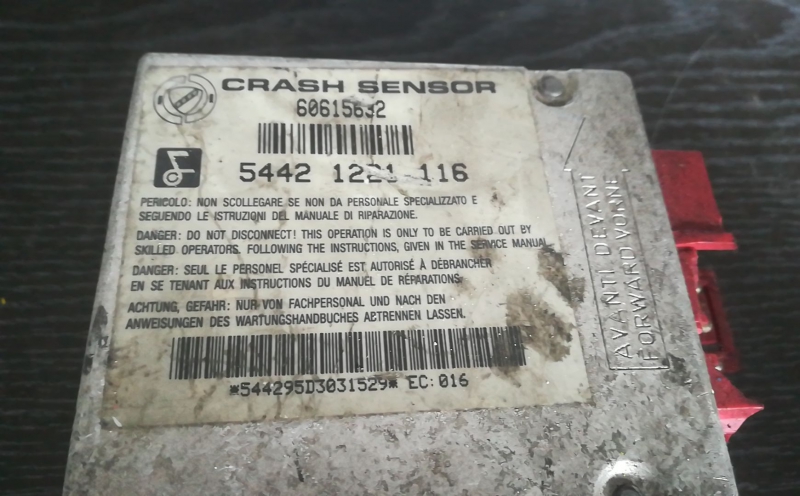 CRASH SENSOR
60615632
5442 1221-116
PERICOLO: NON SCOLLEGARE SE NON DA PERSONALE SPECIALIZZATO E
SEGUENDO LE ISTRUZIONI DEL MANUALE DI RIPARAZIONE.
DANGER: DO NOT DISCONNECT! THIS OPERATION IS ONLY TO BE CARRIED OUT BY
SKILLED OPERATORS. FOLLOWING THE INSTRUCTIONS, GIVEN IN THE SERVICE MANUAL
DANGER: SEUL LE PERSONEL SPÉCIALISÉ EST AUTORISÉ À DÉBRANCHER
EN SE TENANT AUX INSTRUCTIONS DU MANUËL DE RÉPARATIONS.
ACHTUNG, GEFAHR: NUR VON FACHPERSONAL UND NACH DEN
ANWEISUNGEN DES WARTUNGSHANDBUCHES ABTRENNEN LASSEN.
*544295D3031529* EC: 016
AVANTI DEVANT
FORWARD VORNE